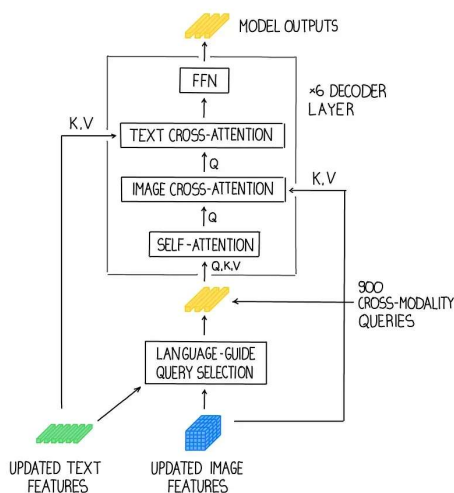 MODEL OUTPUTS
FFN
×6 DECODER
LAYER
K,V
TEXT CROSS-ATTENTION
Q
IMAGE CROSS-ATTENTION
K,V
Q
SELF-ATTENTION
Q,K,V
900
CROSS-MODALITY
QUERIES
LANGUAGE-GUIDE
QUERY SELECTION
UPDATED TEXT
FEATURES
UPDATED IMAGE
FEATURES